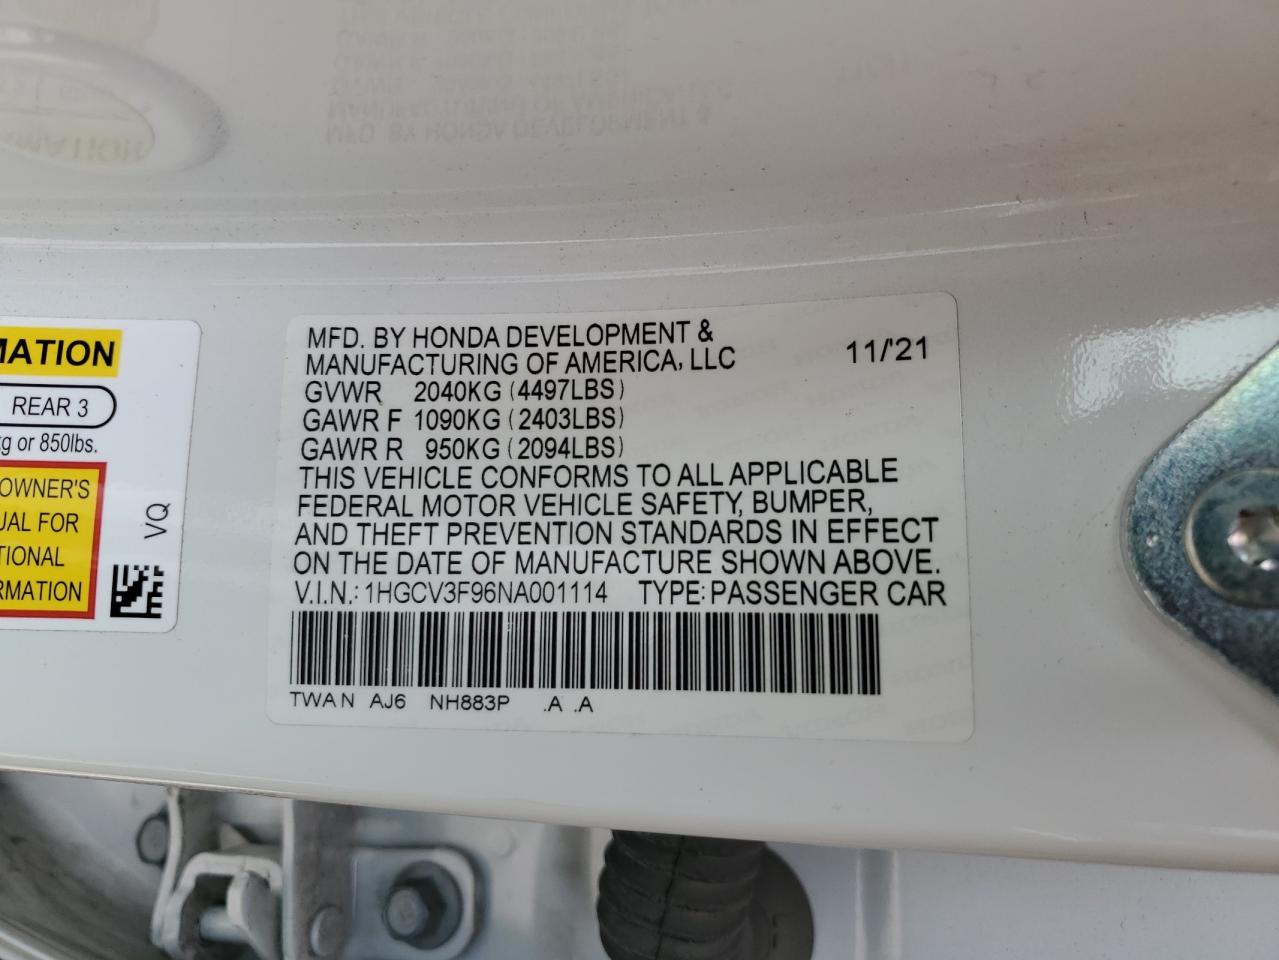 MATION
REAR 3
kg or 850lbs.
OWNER'S
UAL FOR
TIONAL
RMATION
VQ
MFD. BY HONDA DEVELOPMENT &
MANUFACTURING OF AMERICA, LLC 11/'21
GVWR 2040KG (4497LBS)
GAWR F 1090KG (2403LBS)
GAWR R 950KG (2094LBS)
THIS VEHICLE CONFORMS TO ALL APPLICABLE
FEDERAL MOTOR VEHICLE SAFETY, BUMPER,
AND THEFT PREVENTION STANDARDS IN EFFECT
ON THE DATE OF MANUFACTURE SHOWN ABOVE.
V.I.N.: 1HGCV3F96NA001114 TYPE: PASSENGER CAR
TWAN AJ6 NH883P .A .A